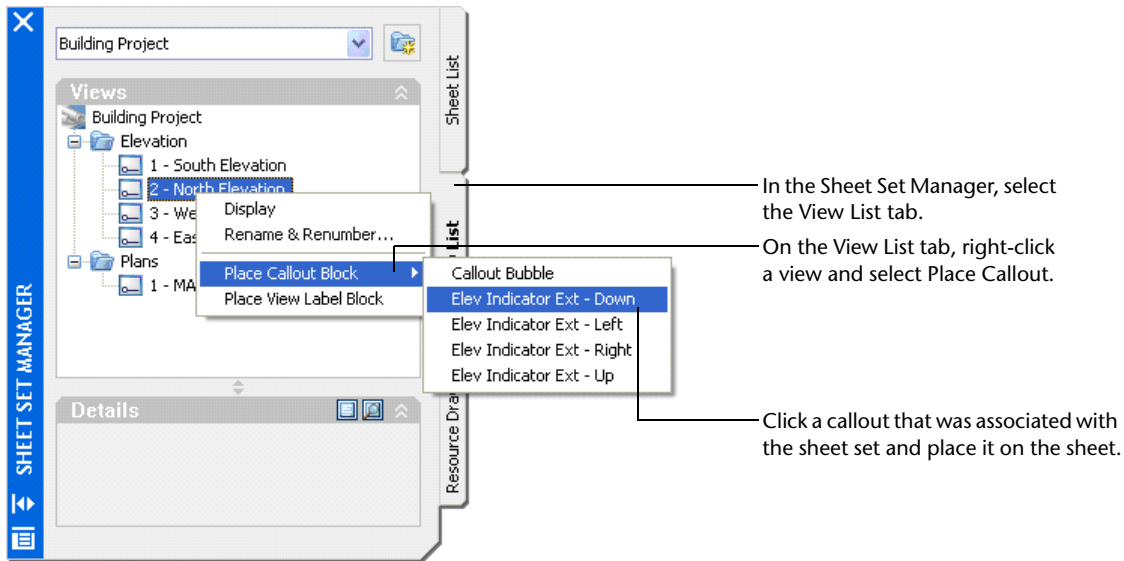 Building Project
Views
Building Project
Elevation
1 - South Elevation
2 - North Elevation
3 - We
4 - Eas
Plans
1 - MA
Display
Rename & Renumber...
Place Callout Block
Place View Label Block
Callout Bubble
Elev Indicator Ext - Down
Elev Indicator Ext - Left
Elev Indicator Ext - Right
Elev Indicator Ext - Up
Details
SHEET SET MANAGER
Sheet List
List
Resource Dra
In the Sheet Set Manager, select
the View List tab.
On the View List tab, right-click
a view and select Place Callout.
Click a callout that was associated with
the sheet set and place it on the sheet.